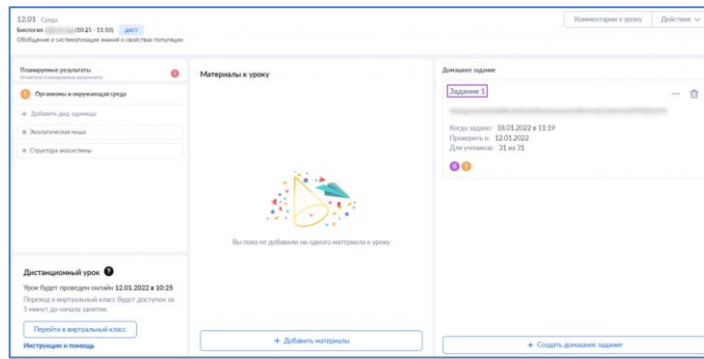 12.01 Среда
Комментарии к уроку
Действия
Биология (10:25 - 11:10) дист
Обобщение и систематизация знаний о свойствах популяции
Планируемые результаты
Отметьте планируемые результаты
Организмы и окружающая среда
+ Добавить дид. единицы
Экологическая ниша
Структура экосистемы
Дистанционный урок ?
Урок будет проведен онлайн 12.01.2022 в 10:25
Переход в виртуальный класс будет доступен за
5 минут до начала занятия.
Перейти в виртуальный класс
Инструкции и помощь
Материалы к уроку
Вы пока не добавили ни одного материала к уроку
+ Добавить материалы
Домашнее задание
Задание 1
Когда задано: 18.01.2022 в 11:19
Проверить к: 12.01.2022
Для учеников: 31 из 31
+ Создать домашнее задание